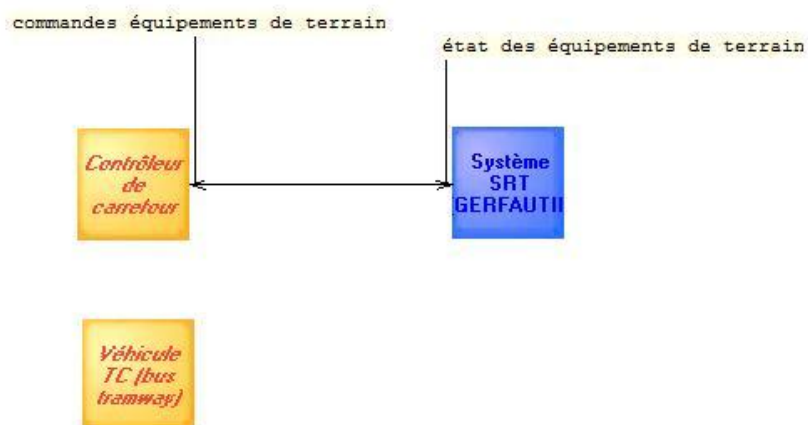 commandes équipements de terrain
état des équipements de terrain
Contrôleur
de
carrefour
Système
SRT
GERFAUTII
Véhicule
TC (bus
tramway)